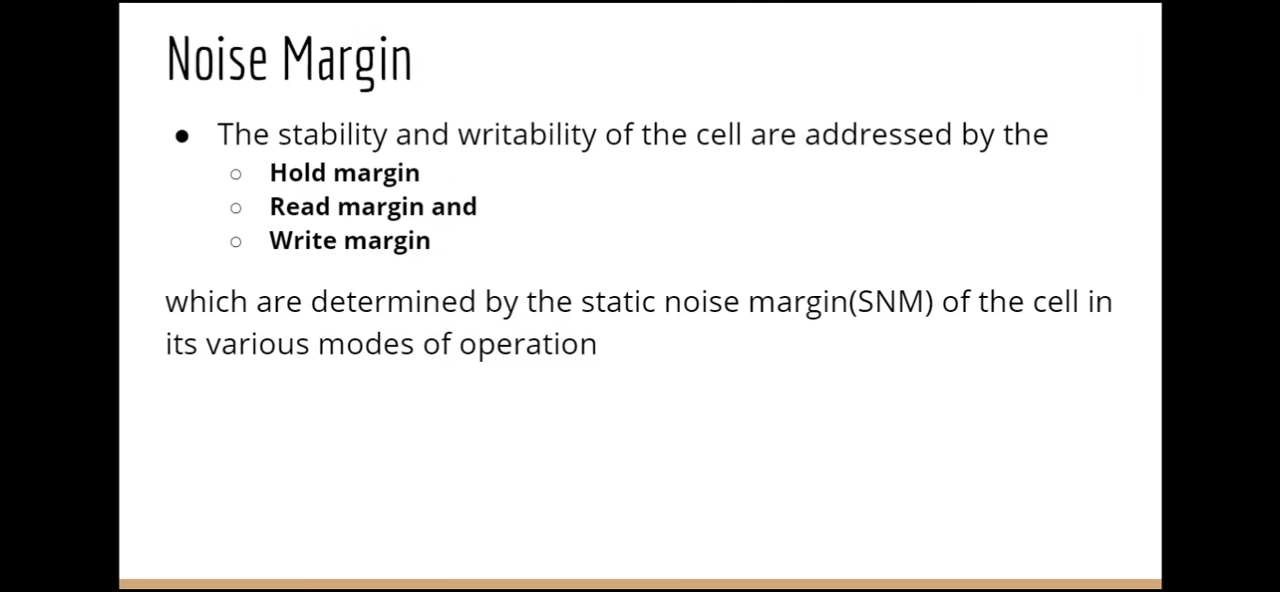 Noise Margin
● The stability and writability of the cell are addressed by the
○ Hold margin
○ Read margin and
○ Write margin
which are determined by the static noise margin(SNM) of the cell in
its various modes of operation